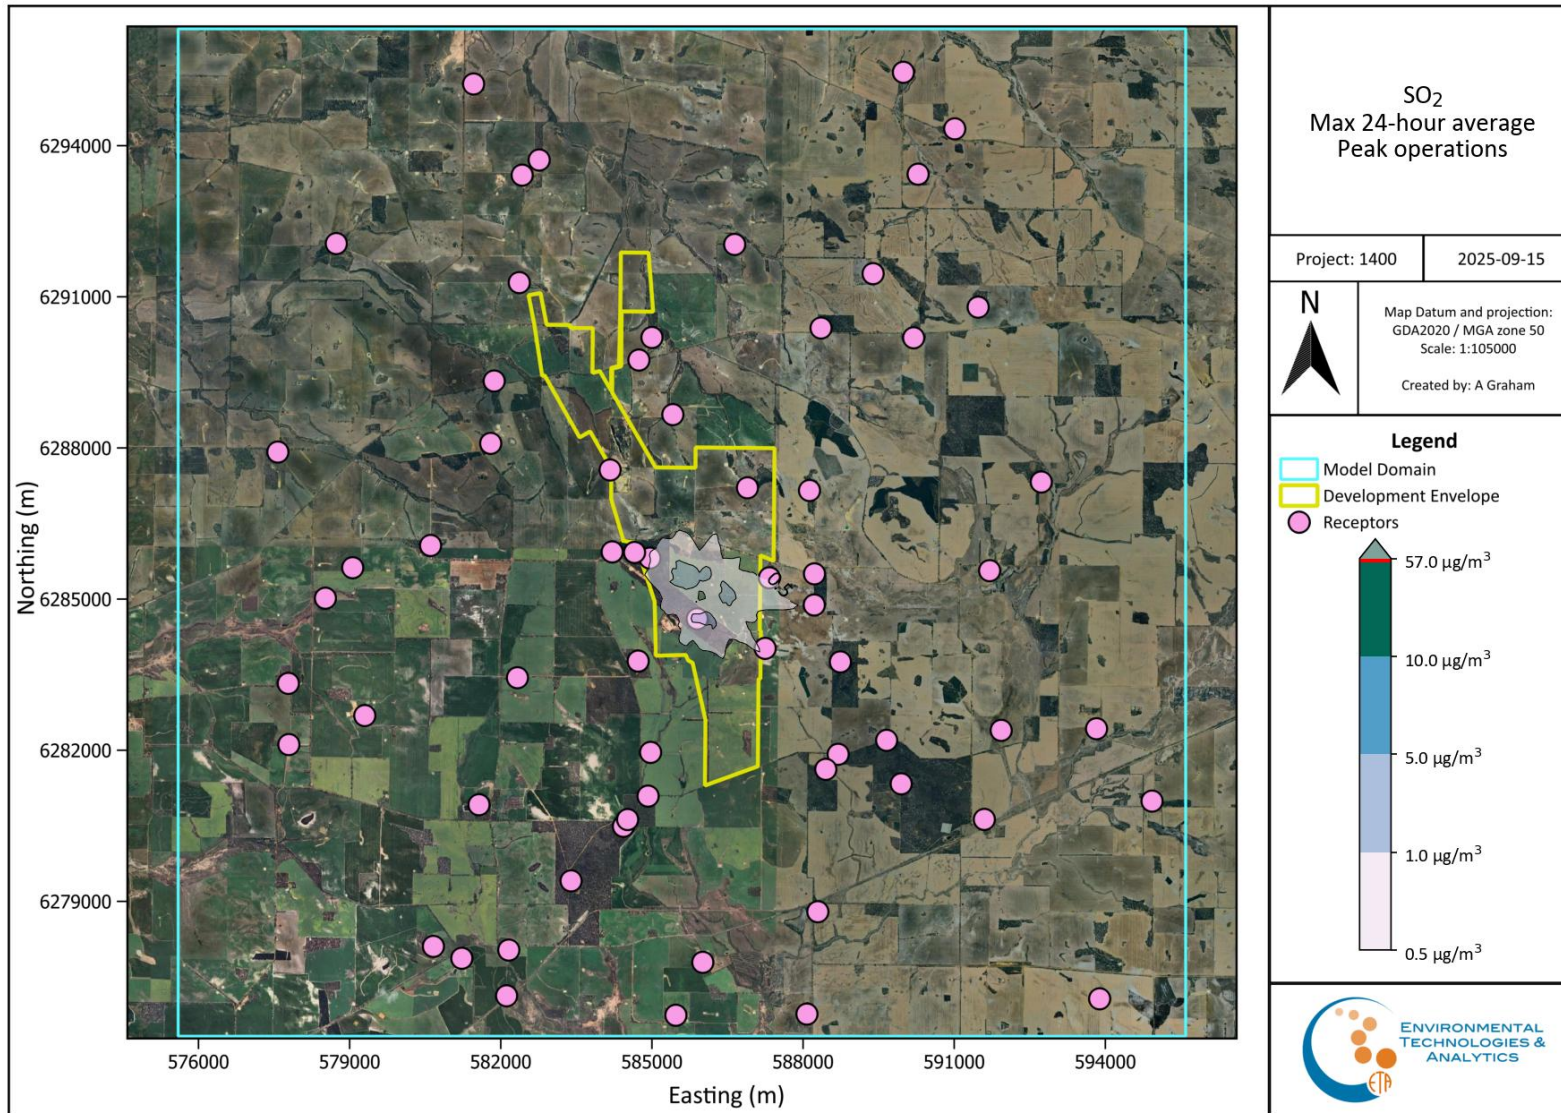 SO2
Max 24-hour average
Peak operations
Project: 1400
2025-09-15
N
Map Datum and projection:
GDA2020 / MGA zone 50
Scale: 1:105000
Created by: A Graham
Legend
Model Domain
Development Envelope
Receptors
57.0 µg/m3
10.0 µg/m3
5.0 µg/m3
1.0 µg/m3
0.5 µg/m3
ENVIRONMENTAL
TECHNOLOGIES &
ANALYTICS
ETA
Northing (m)
6294000
6291000
6288000
6285000
6282000
6279000
0.5
576000
579000
582000
585000
588000
591000
594000
Easting (m)